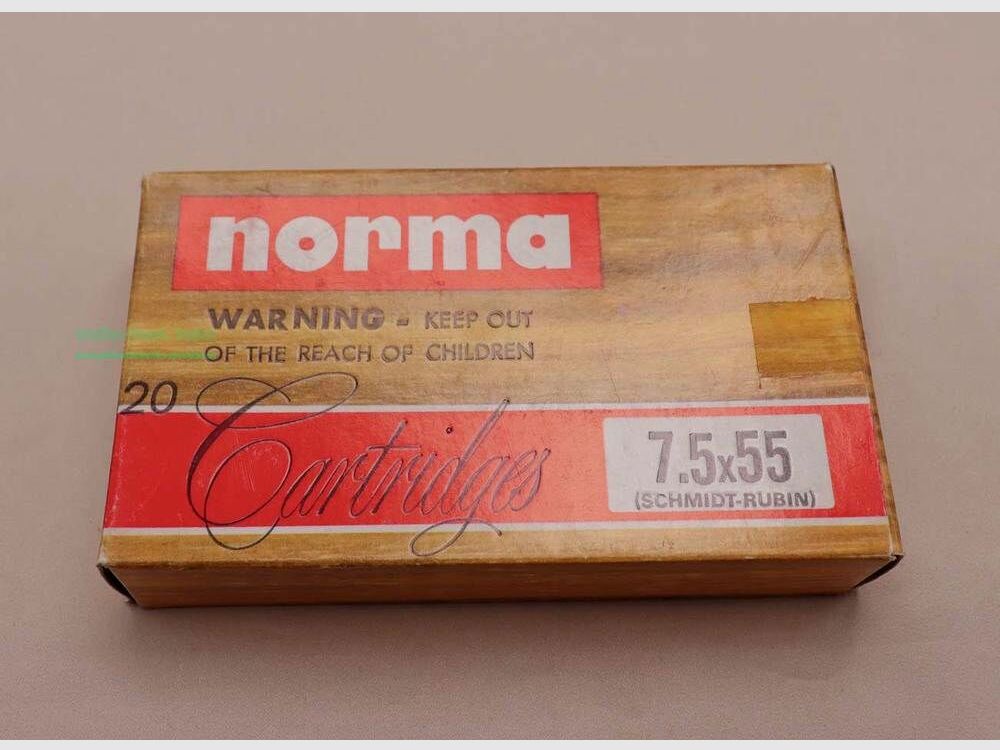 norma
WARNING - KEEP OUT
OF THE REACH OF CHILDREN
20
Cartridges
7.5x55
(SCHMIDT-RUBIN)